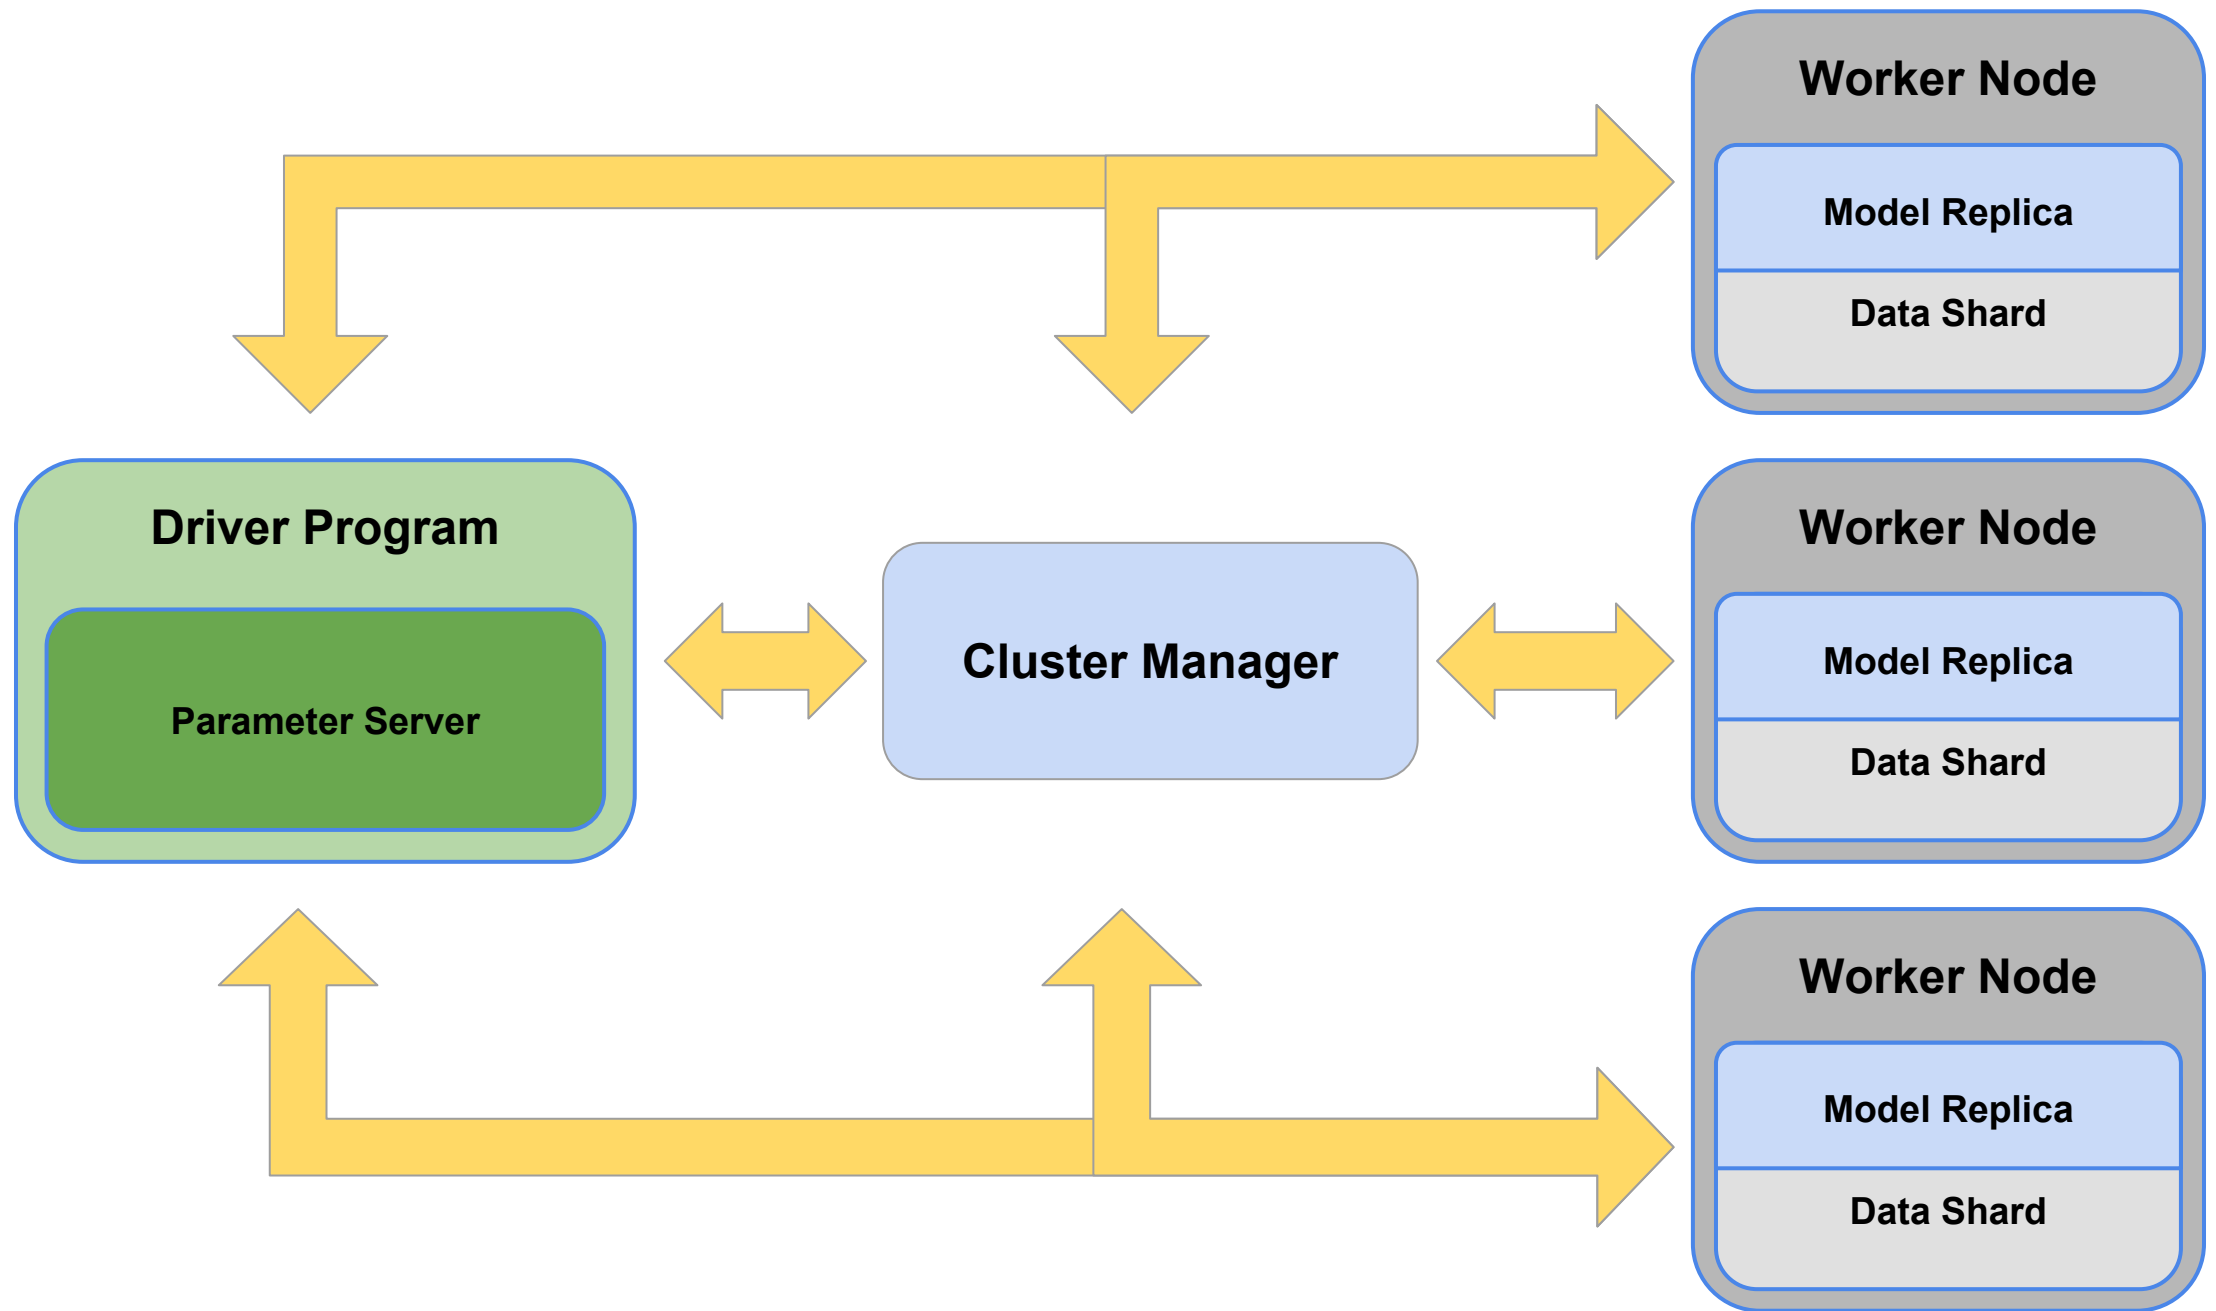 Worker Node
Model Replica
Data Shard
Driver Program
Parameter Server
Cluster Manager
Worker Node
Model Replica
Data Shard
Worker Node
Model Replica
Data Shard